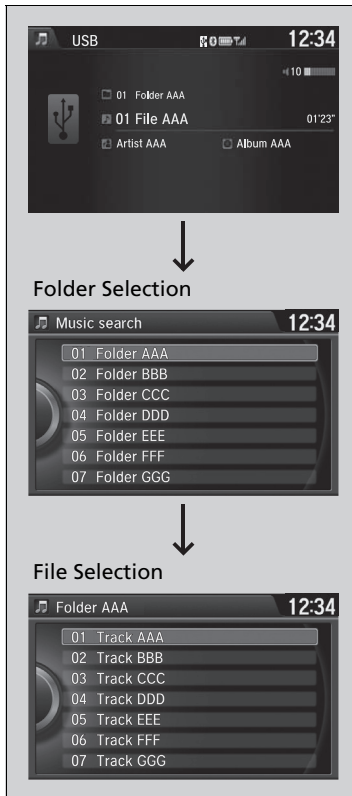 USB 12:34
10
01 Folder AAA
01 File AAA 01'23"
Artist AAA Album AAA
Folder Selection
Music search 12:34
01 Folder AAA
02 Folder BBB
03 Folder CCC
04 Folder DDD
05 Folder EEE
06 Folder FFF
07 Folder GGG
File Selection
Folder AAA 12:34
01 Track AAA
02 Track BBB
03 Track CCC
04 Track DDD
05 Track EEE
06 Track FFF
07 Track GGG